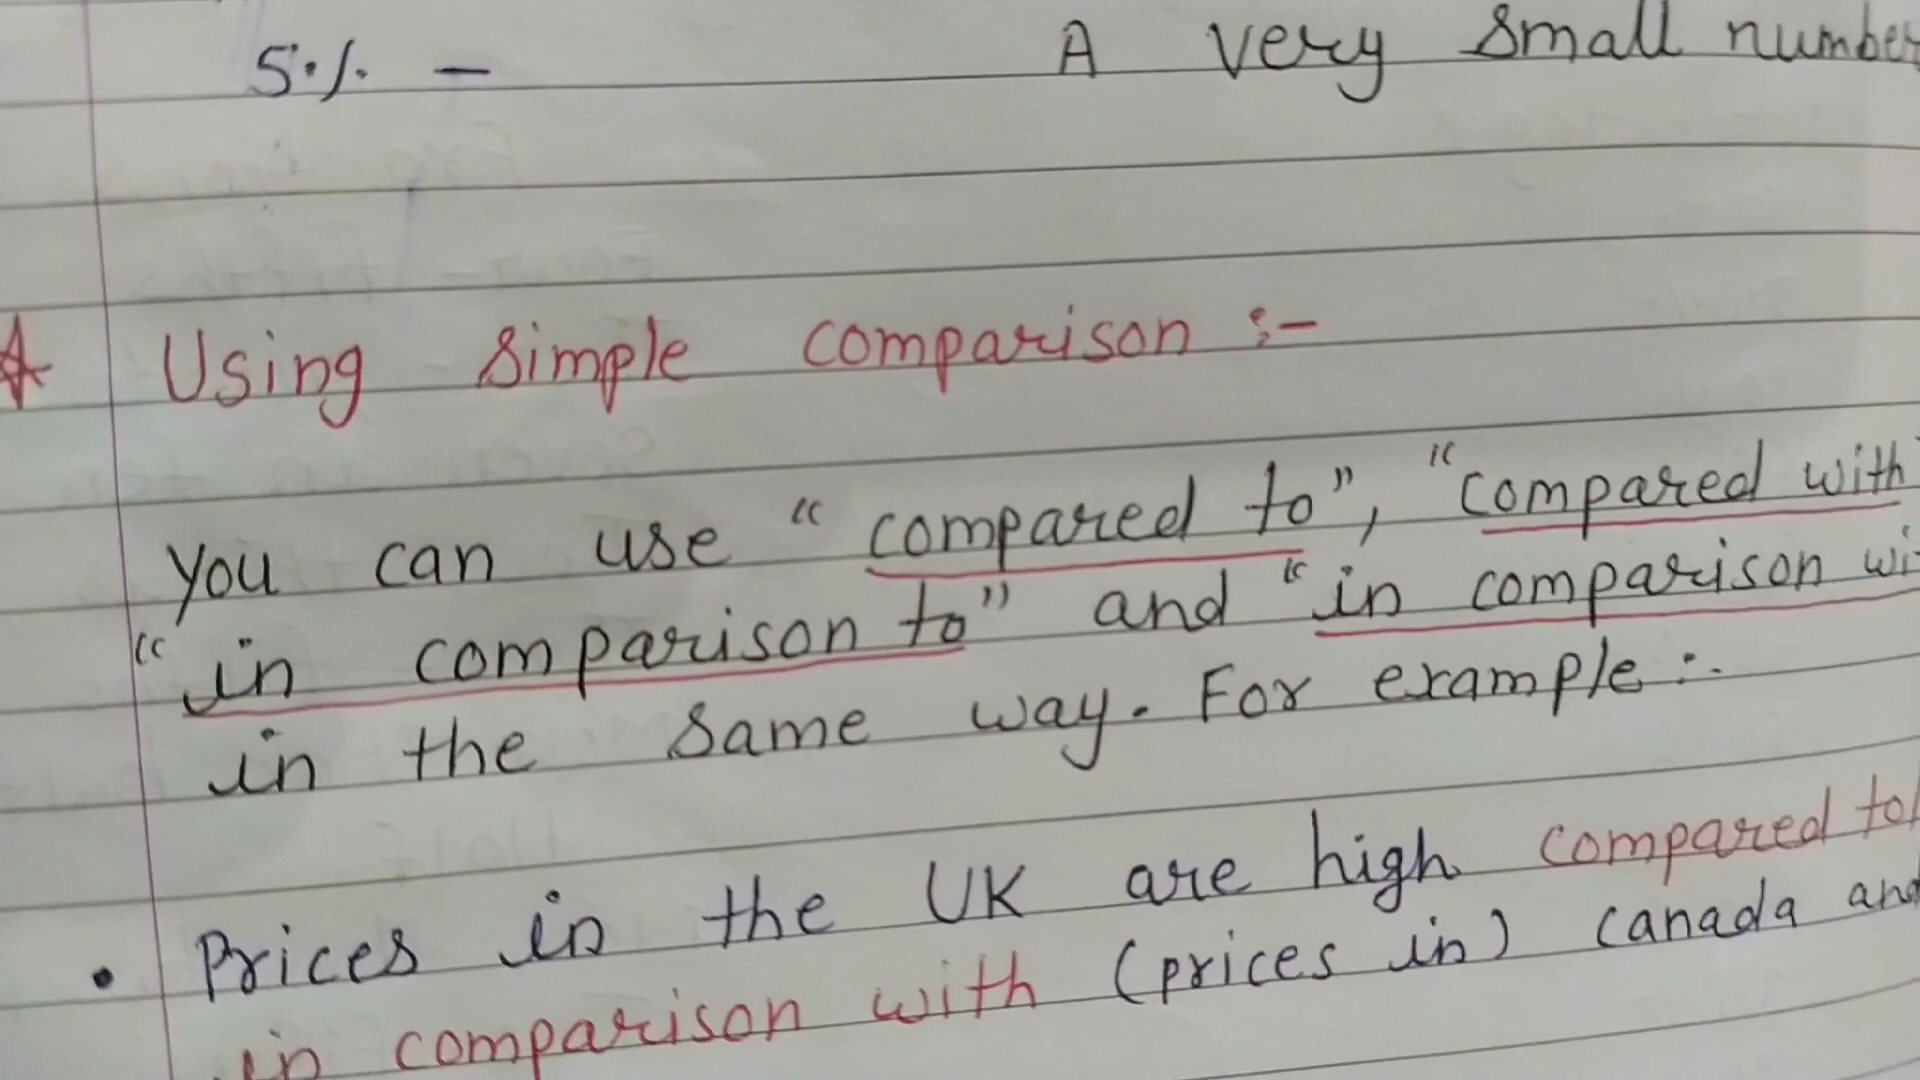 5% - A very small number
Using simple comparison :-
You can use "compared to", "compared with
"in comparison to" and "in comparison
in the same way. For example :.
• Prices in the UK are high compared to/
in comparison with (prices in) Canada and